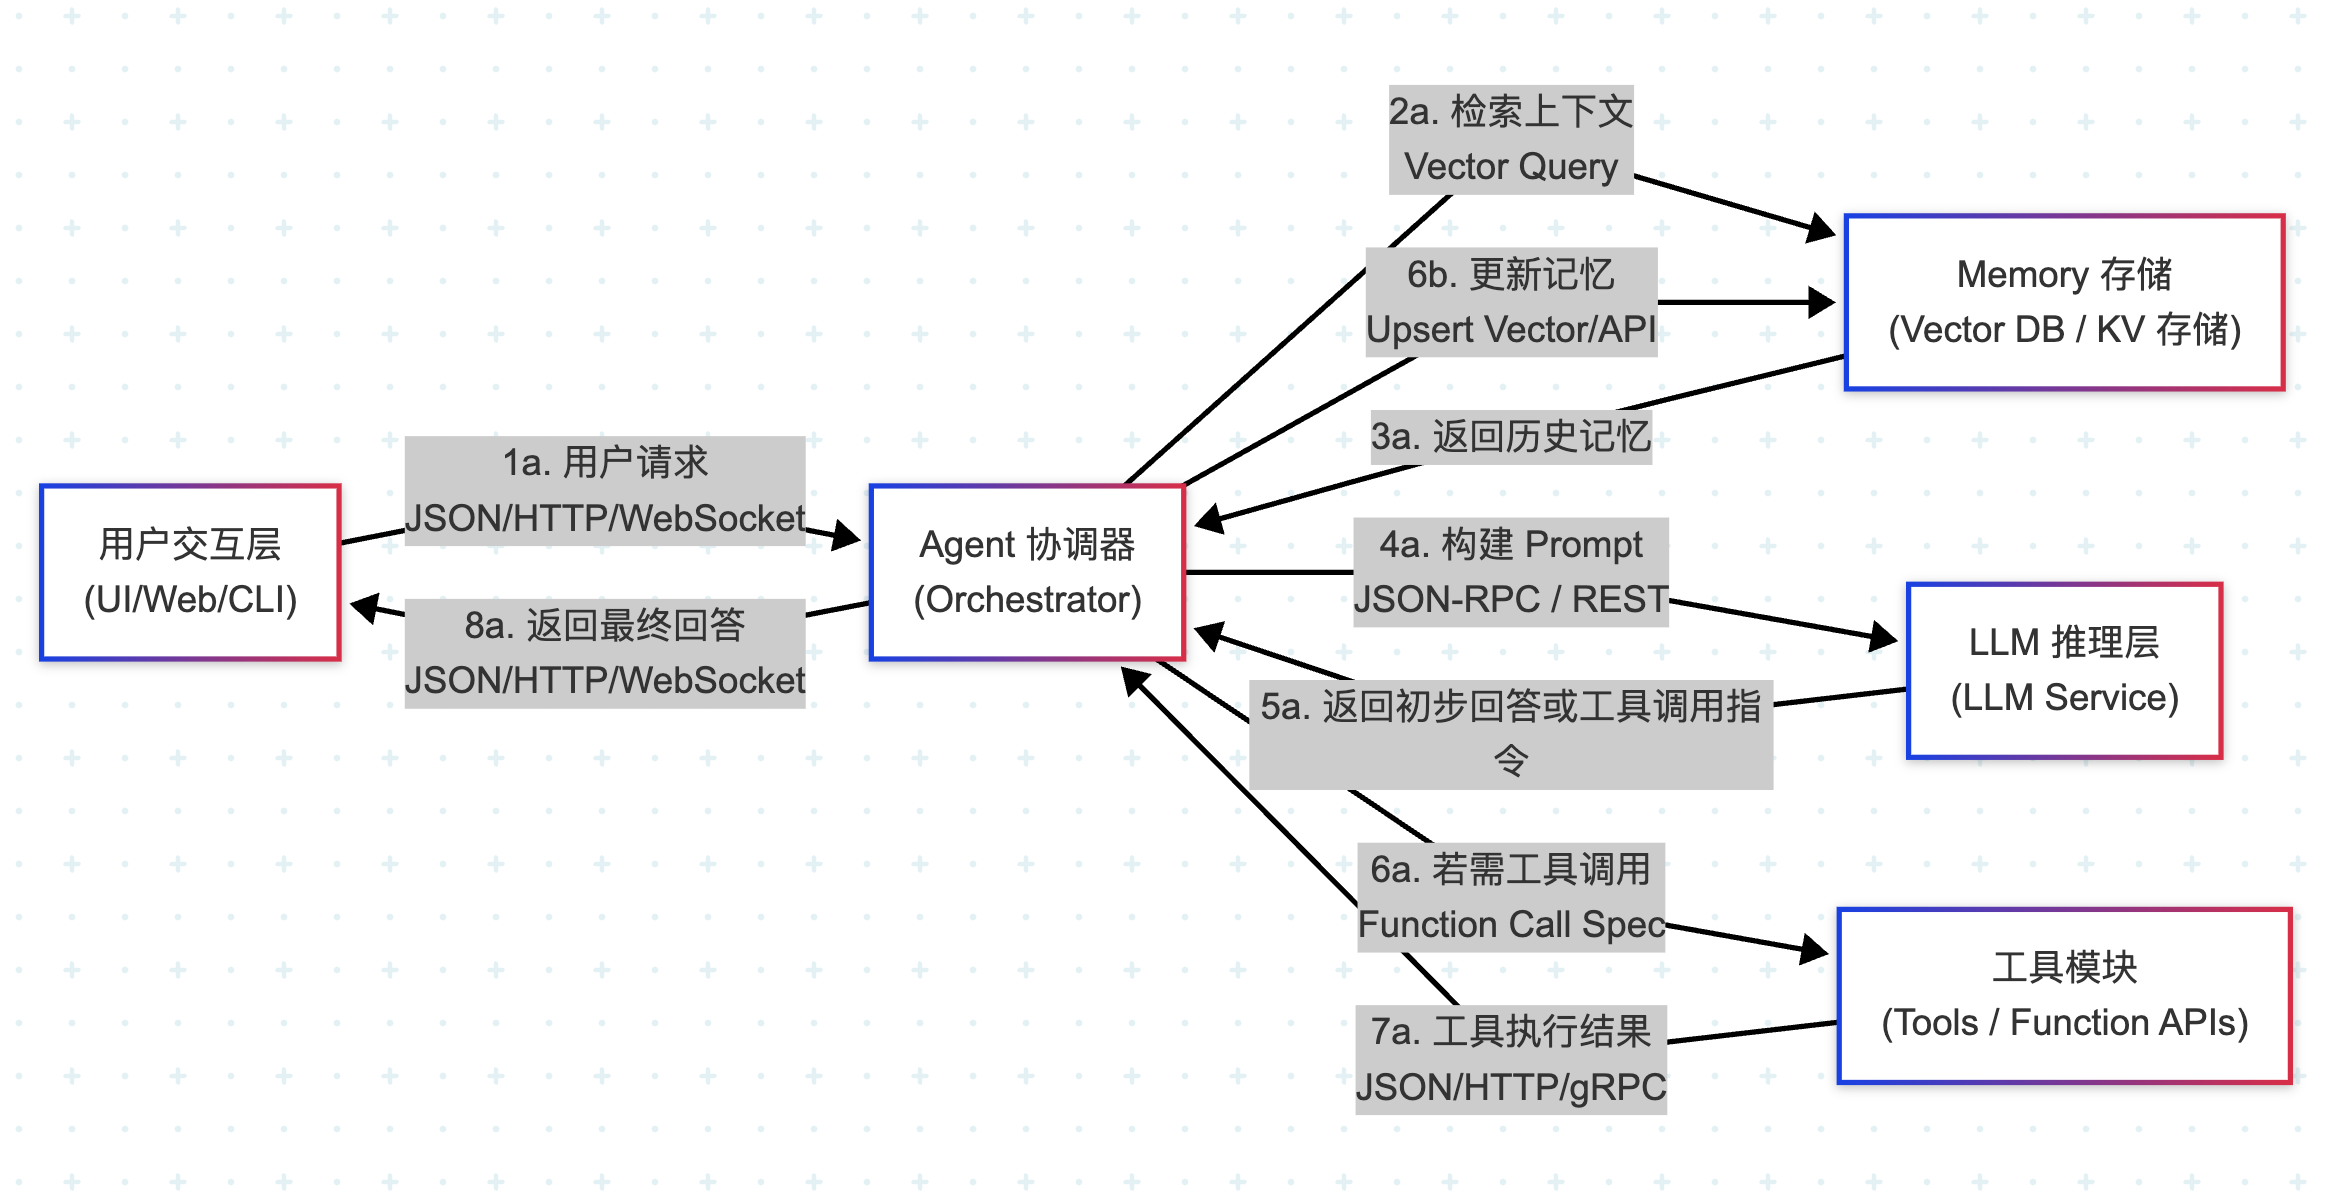 2a. 检索上下文
Vector Query
6b. 更新记忆
Upsert Vector/API
Memory 存储
(Vector DB / KV 存储)
3a. 返回历史记忆
1a. 用户请求
JSON/HTTP/WebSocket
用户交互层
(UI/Web/CLI)
Agent 协调器
(Orchestrator)
4a. 构建 Prompt
JSON-RPC / REST
8a. 返回最终回答
JSON/HTTP/WebSocket
LLM 推理层
(LLM Service)
5a. 返回初步回答或工具调用指
令
6a. 若需工具调用
Function Call Spec
工具模块
(Tools / Function APIs)
7a. 工具执行结果
JSON/HTTP/gRPC